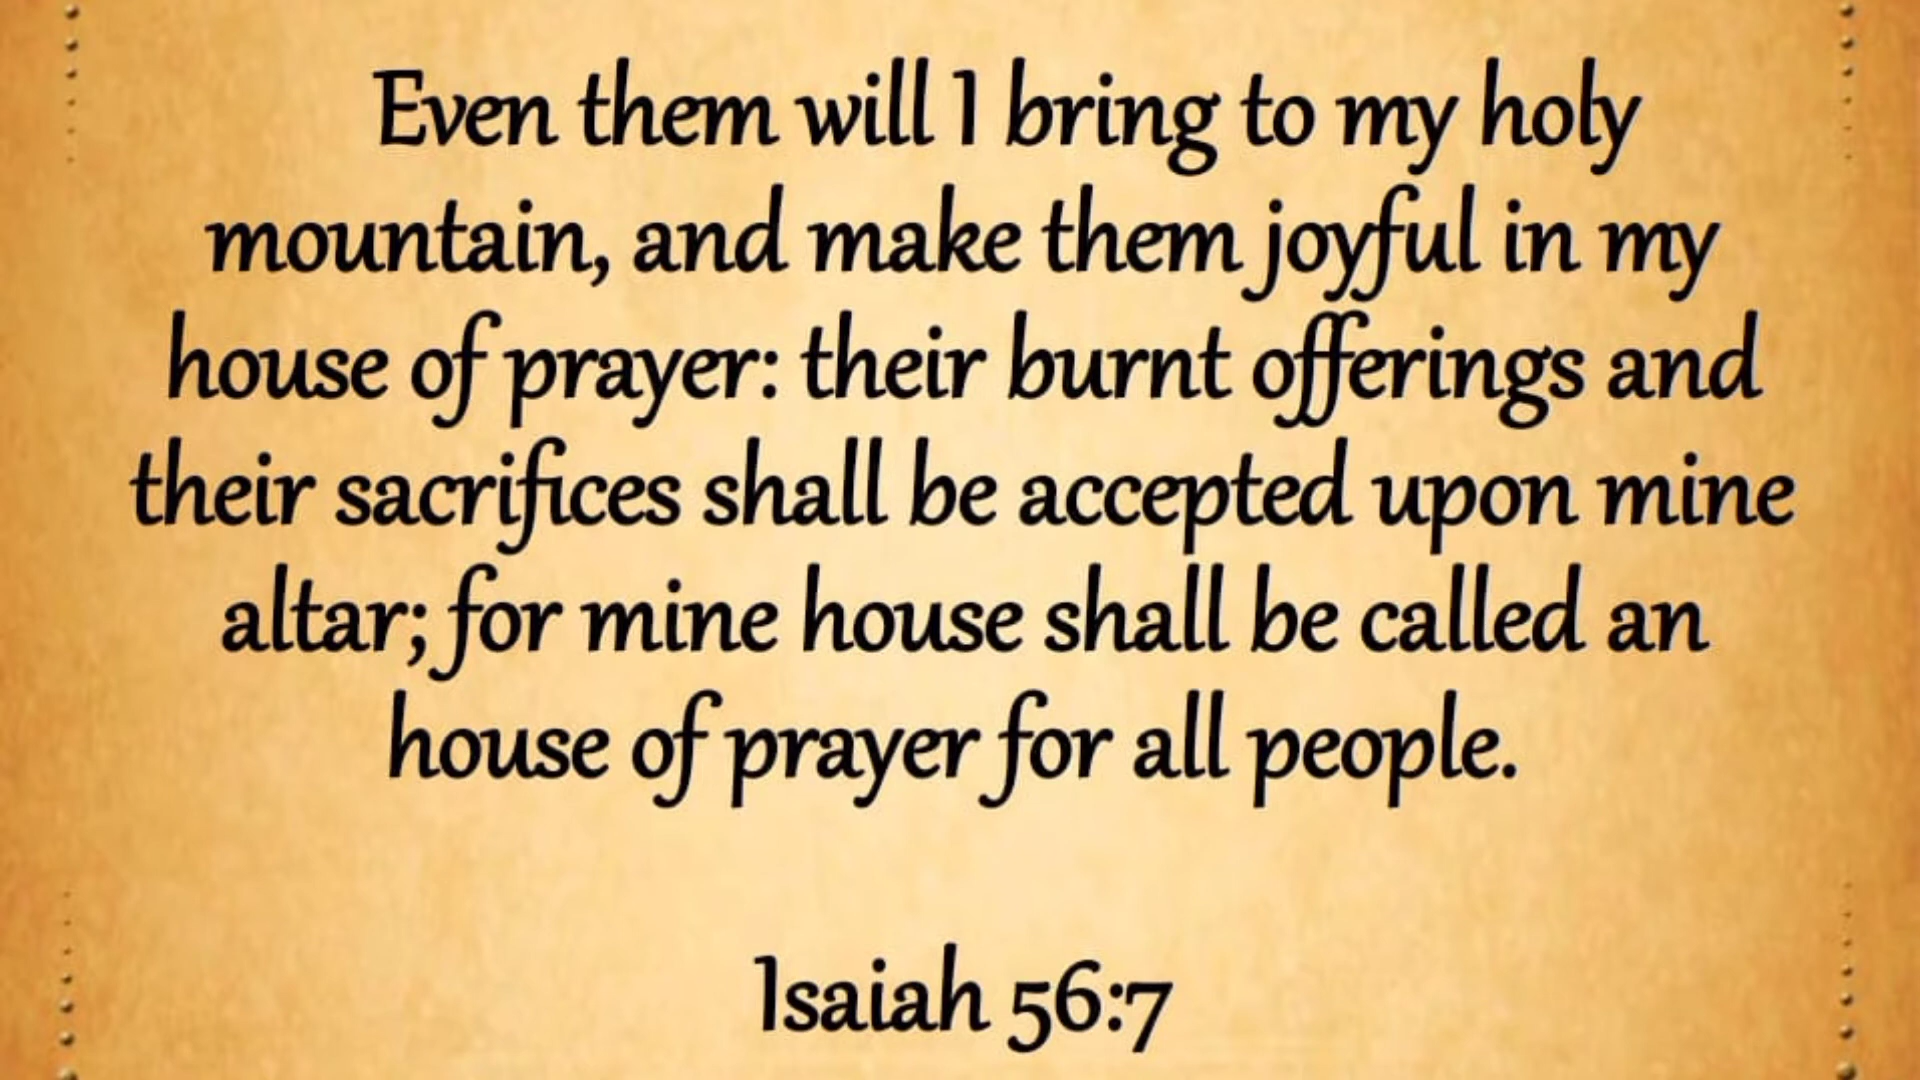 Even them will I bring to my holy
mountain, and make them joyful in my
house of prayer: their burnt offerings and
their sacrifices shall be accepted upon mine
altar; for mine house shall be called an
house of prayer for all people.
Isaiah 56:7